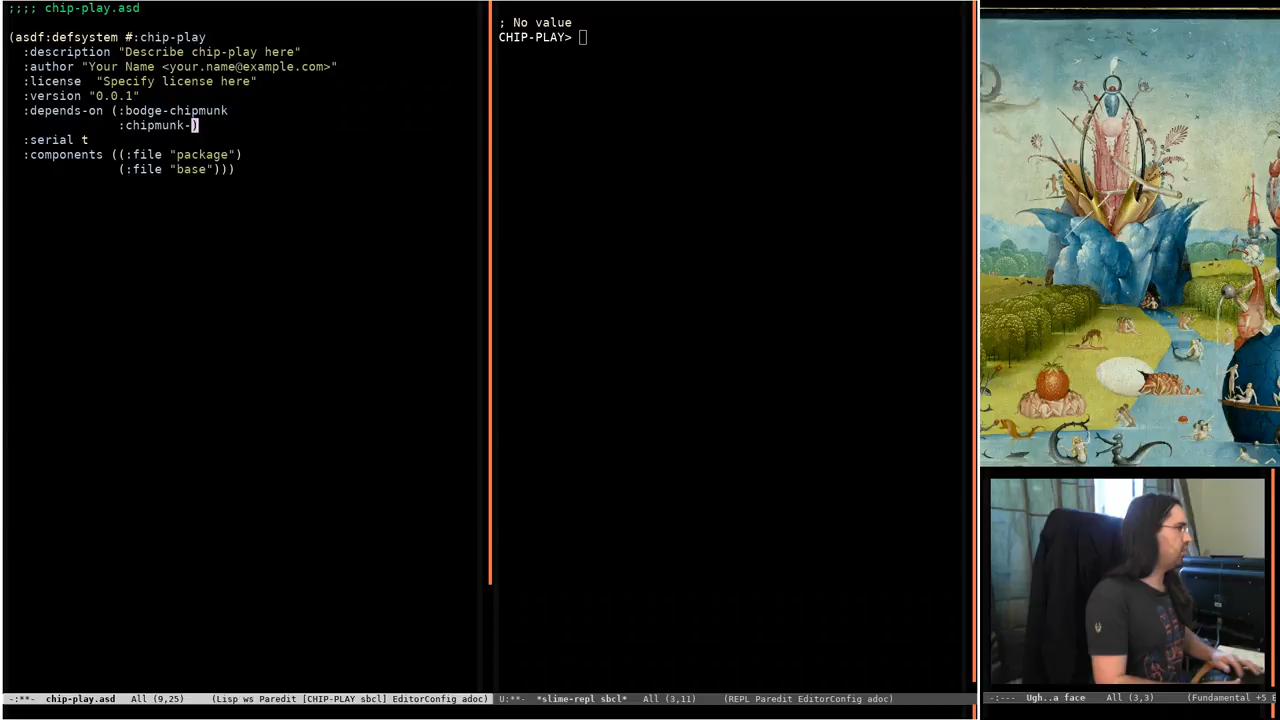 ;;;; chip-play.asd
(asdf:defsystem #:chip-play
:description "Describe chip-play here"
:author "Your Name <your.name@example.com>"
:license  "Specify license here"
:version "0.0.1"
:depends-on (:bodge-chipmunk
:chipmunk-)
:serial t
:components ((:file "package")
(:file "base")))
-:**-  chip-play.asd   All (9,25)     (Lisp ws Paredit [CHIP-PLAY sbcl] EditorConfig adoc)
; No value
CHIP-PLAY>
U:**-  *slime-repl sbcl*   All (3,11)     (REPL Paredit EditorConfig adoc)
-:---  Ugh..a face   All (3,3)      (Fundamental +5 E